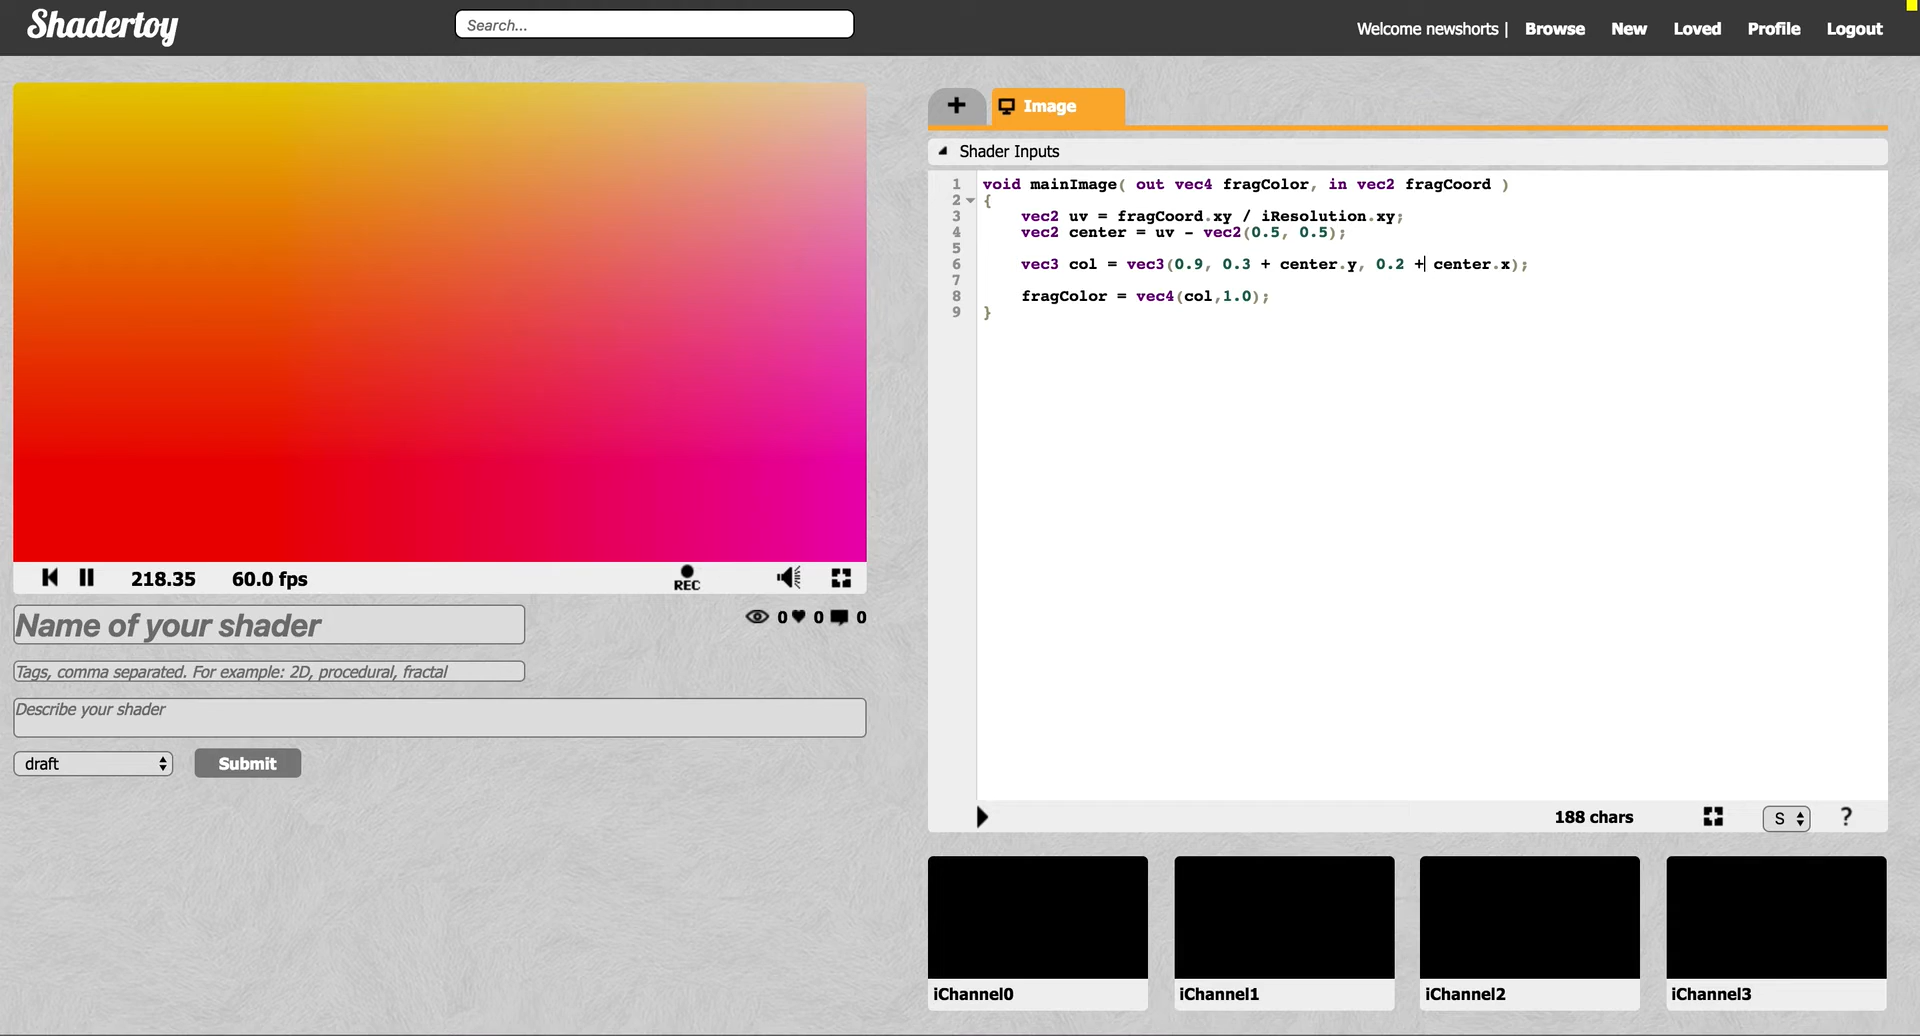 Shadertoy
Search...
Welcome newshorts | Browse New Loved Profile Logout
+ Image
Shader Inputs
1 void mainImage( out vec4 fragColor, in vec2 fragCoord )
2 {
3 vec2 uv = fragCoord.xy / iResolution.xy;
4 vec2 center = uv - vec2(0.5, 0.5);
5
6 vec3 col = vec3(0.9, 0.3 + center.y, 0.2 + center.x);
7
8 fragColor = vec4(col,1.0);
9 }
218.35 60.0 fps REC
Name of your shader
0 0 0
Tags, comma separated. For example: 2D, procedural, fractal
Describe your shader
draft Submit
188 chars S ?
iChannel0 iChannel1 iChannel2 iChannel3